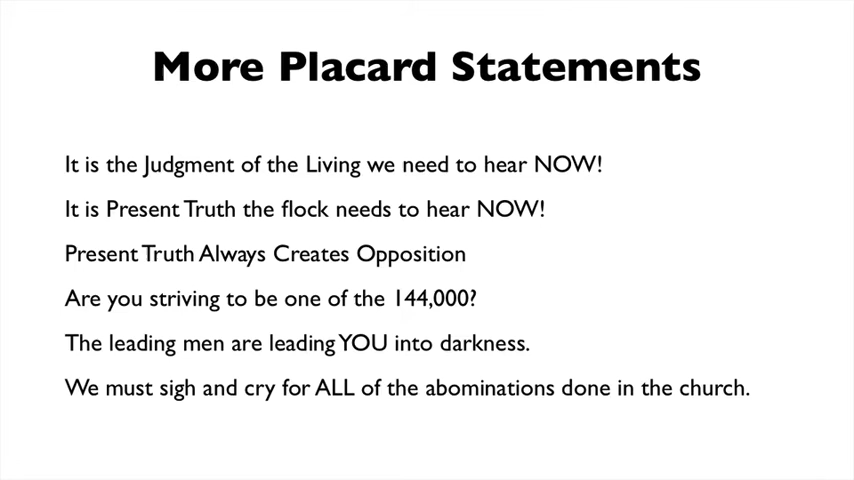 More Placard Statements
It is the Judgment of the Living we need to hear NOW!
It is Present Truth the flock needs to hear NOW!
Present Truth Always Creates Opposition
Are you striving to be one of the 144,000?
The leading men are leading YOU into darkness.
We must sigh and cry for ALL of the abominations done in the church.